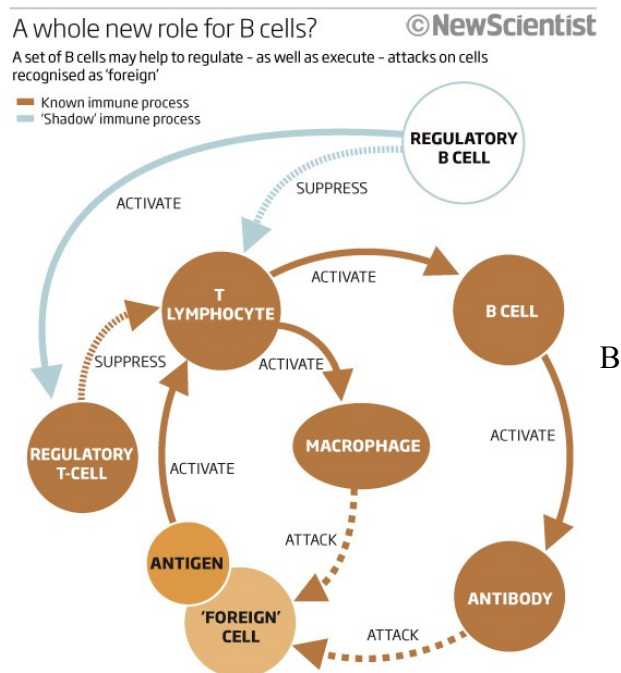 A whole new role for B cells?
©NewScientist
A set of B cells may help to regulate – as well as execute – attacks on cells
recognised as ‘foreign’
Known immune process
‘Shadow’ immune process
REGULATORY
B CELL
SUPPRESS
ACTIVATE
T
LYMPHOCYTE
ACTIVATE
B CELL
B
SUPPRESS
ACTIVATE
REGULATORY
T-CELL
ACTIVATE
MACROPHAGE
ACTIVATE
ATTACK
ANTIGEN
‘FOREIGN’
CELL
ATTACK
ANTIBODY